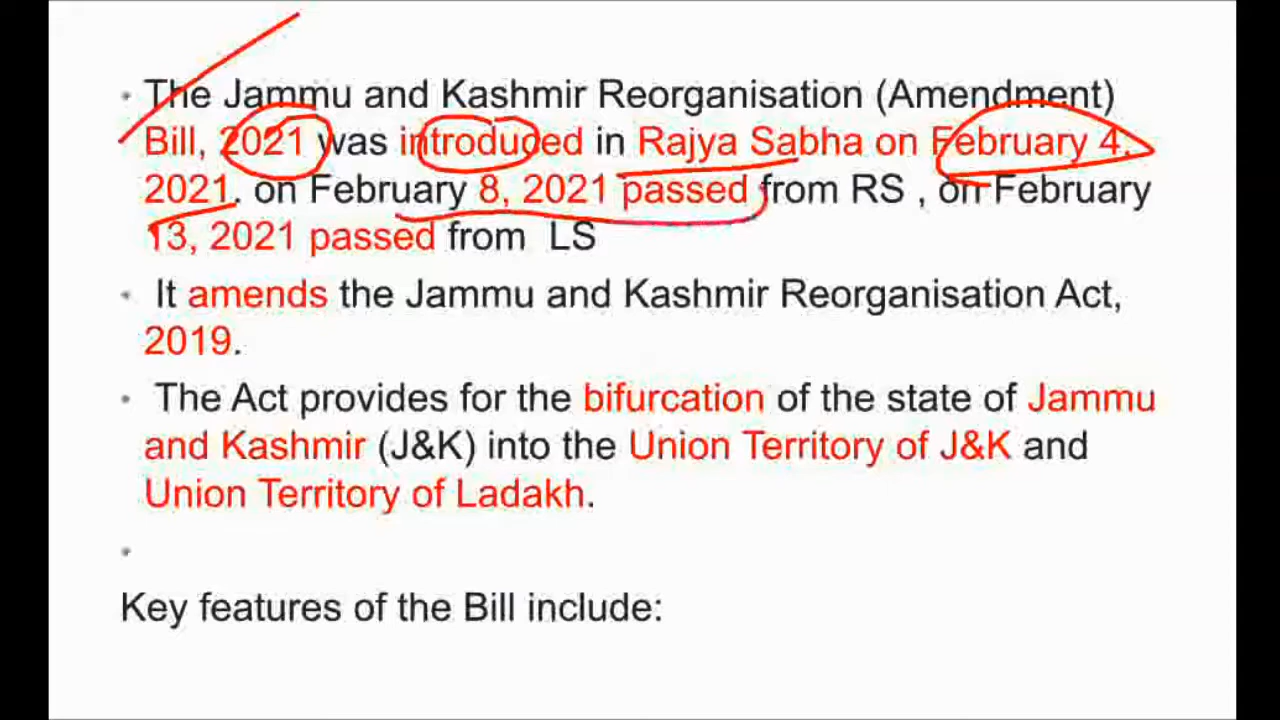 • The Jammu and Kashmir Reorganisation (Amendment)
Bill, 2021 was introduced in Rajya Sabha on February 4,
2021. on February 8, 2021 passed from RS , on February
13, 2021 passed from LS
• It amends the Jammu and Kashmir Reorganisation Act,
2019.
• The Act provides for the bifurcation of the state of Jammu
and Kashmir (J&K) into the Union Territory of J&K and
Union Territory of Ladakh.
•
Key features of the Bill include: